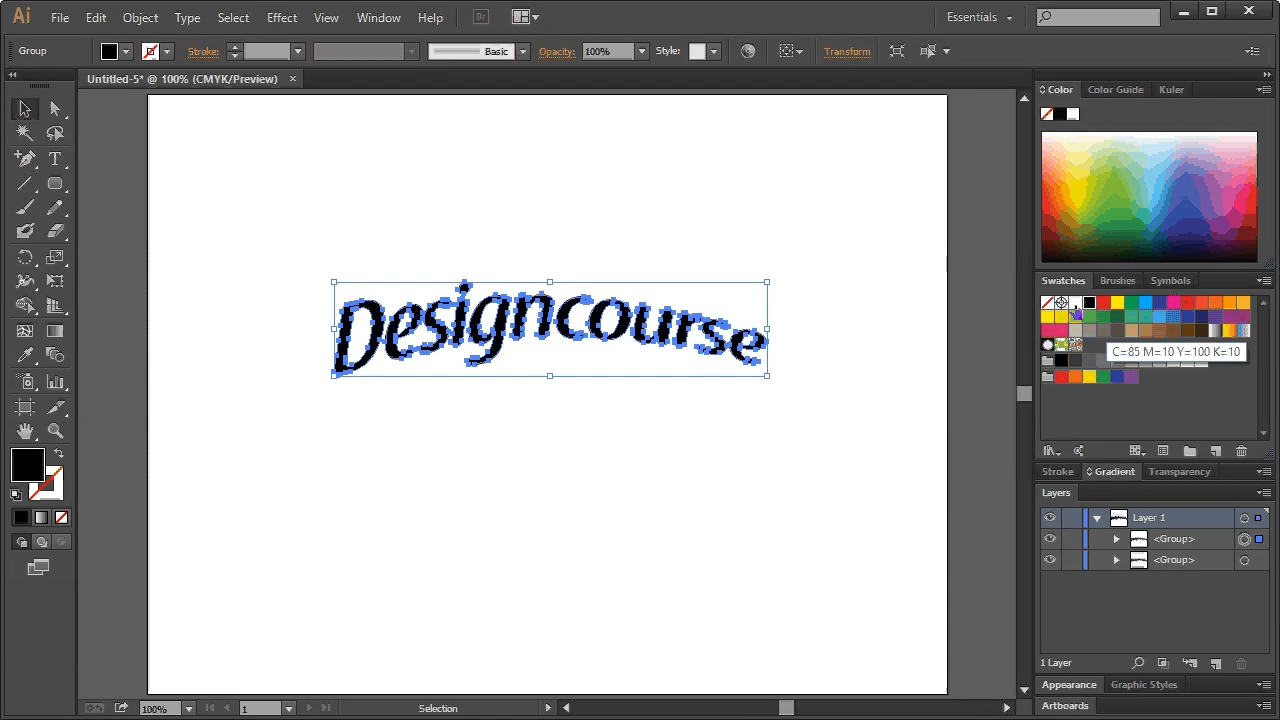 Ai File Edit Object Type Select Effect View Window Help Br Essentials
Group Stroke: Basic Opacity: 100% Style: Transform
Untitled-5* @ 100% (CMYK/Preview) ×
Color Color Guide Kuler
Designcourse
Swatches Brushes Symbols
C=85 M=10 Y=100 K=10
Stroke Gradient Transparency
Layers
Layer 1
<Group>
<Group>
1 Layer
Appearance Graphic Styles
Artboards
100% 1 Selection